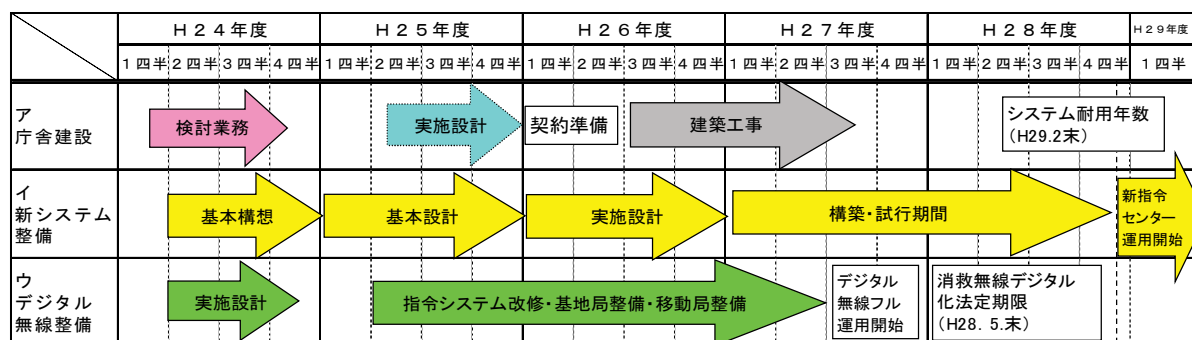 H24年度 H25年度 H26年度 H27年度 H28年度 H29年度
1四半 2四半 3四半 4四半 1四半 2四半 3四半 4四半 1四半 2四半 3四半 4四半 1四半 2四半 3四半 4四半 1四半 2四半 3四半 4四半 1四半
ア
庁舎建設
検討業務
実施設計
契約準備
建築工事
システム耐用年数
(H29.2末)
イ
新システム
整備
基本構想
基本設計
実施設計
構築・試行期間
新指令
センター
運用開始
ウ
デジタル
無線整備
実施設計
指令システム改修・基地局整備・移動局整備
デジタル
無線フル
運用開始
消救無線デジタル
化法定期限
(H28. 5.末)